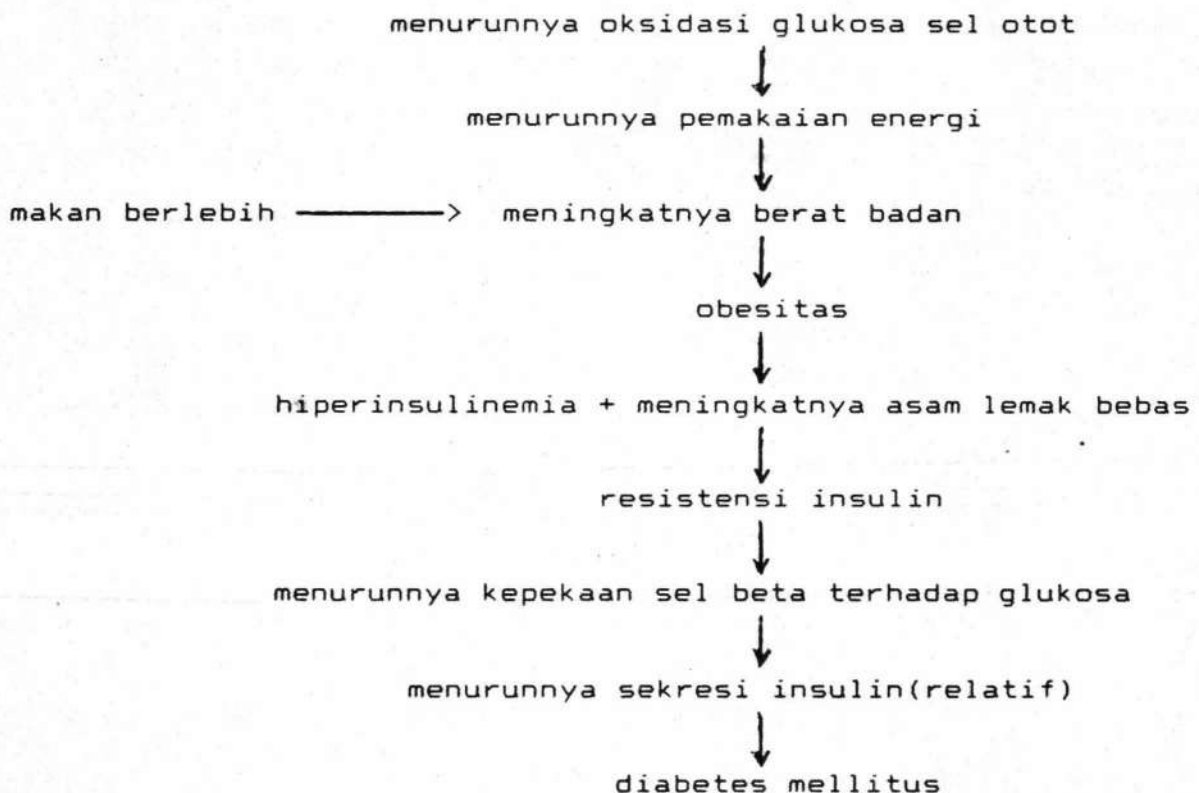 menurunnya oksidasi glukosa sel otot
menurunnya pemakaian energi
makan berlebih ———> meningkatnya berat badan
obesitas
hiperinsulinemia + meningkatnya asam lemak bebas
resistensi insulin
menurunnya kepekaan sel beta terhadap glukosa
menurunnya sekresi insulin(relatif)
diabetes mellitus